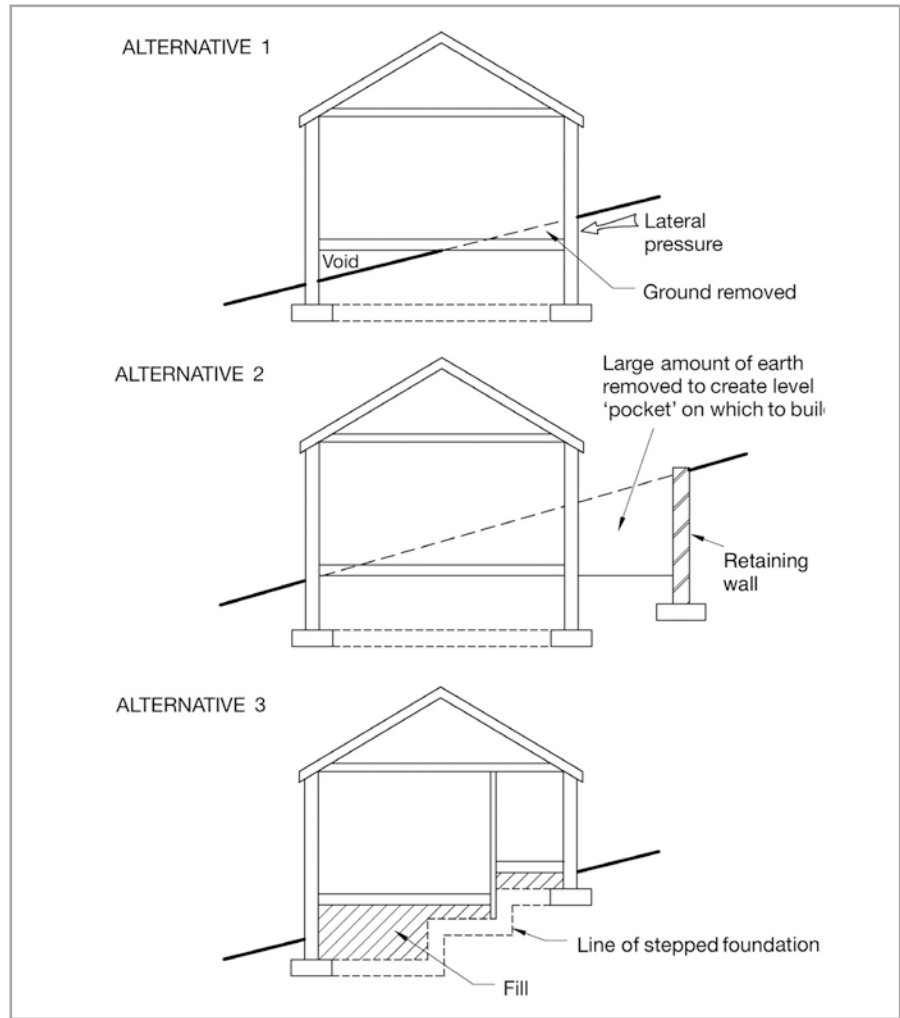 ALTERNATIVE 1
Lateral
pressure
Void
Ground removed
ALTERNATIVE 2
Large amount of earth
removed to create level
‘pocket’ on which to buil
Retaining
wall
ALTERNATIVE 3
Line of stepped foundation
Fill